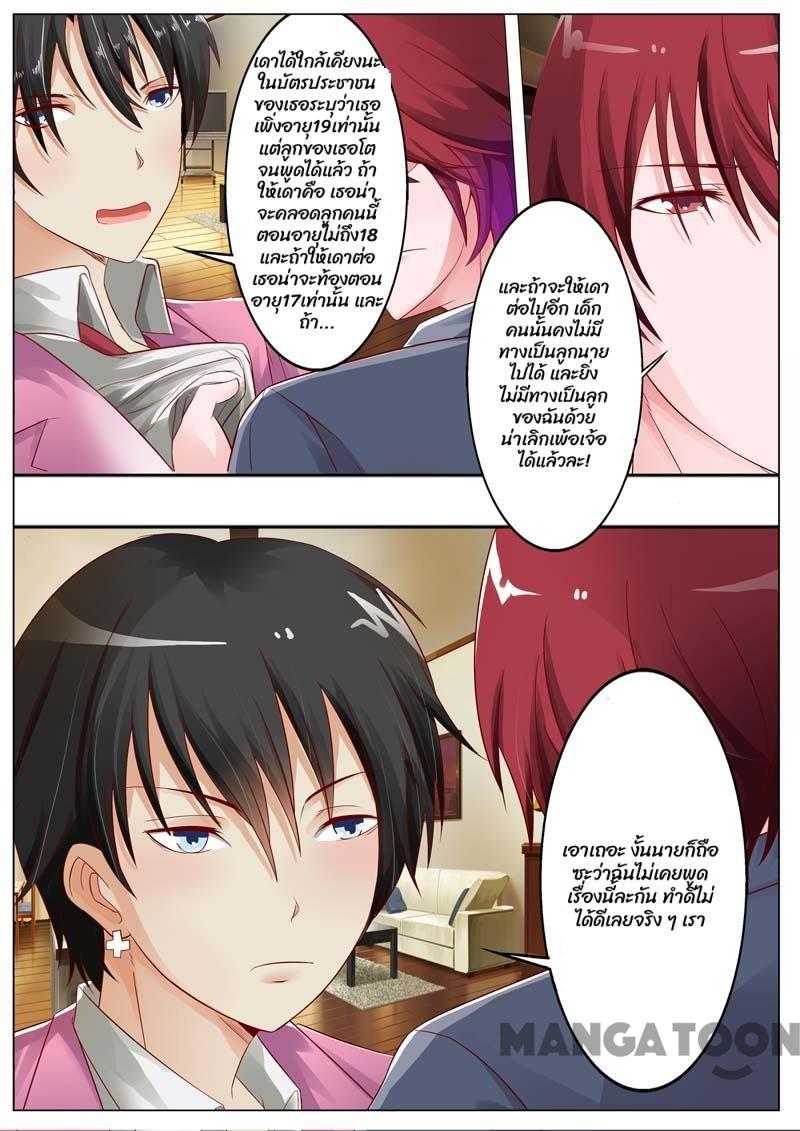 เดาได้ใกล้เคียงนะ
ในบัตรประชาชน
ของเธอระบุว่าเธอ
เพิ่งอายุ19เท่านั้น
แต่ลูกของเธอโต
จนพูดได้แล้ว ถ้า
ให้เดาคือ เธอน่า
จะคลอดลูกคนนี้
ตอนอายุไม่ถึง18
และถ้าให้เดาต่อ
เธอน่าจะท้องตอน
อายุ17เท่านั้น และ
ถ้า...
และถ้าจะให้เดา
ต่อไปอีก เด็ก
คนนั้นคงไม่มี
ทางเป็นลูกนาย
ไปได้ และยิ่ง
ไม่มีทางเป็นลูก
ของฉันด้วย
น่าเลิกเพ้อเจ้อ
ได้แล้วละ!
เอาเถอะ งั้นนายก็ถือ
ซะว่าฉันไม่เคยพูด
เรื่องนี้ละกัน ทำดีไม่
ได้ดีเลยจริง ๆ เรา
MANGATOON